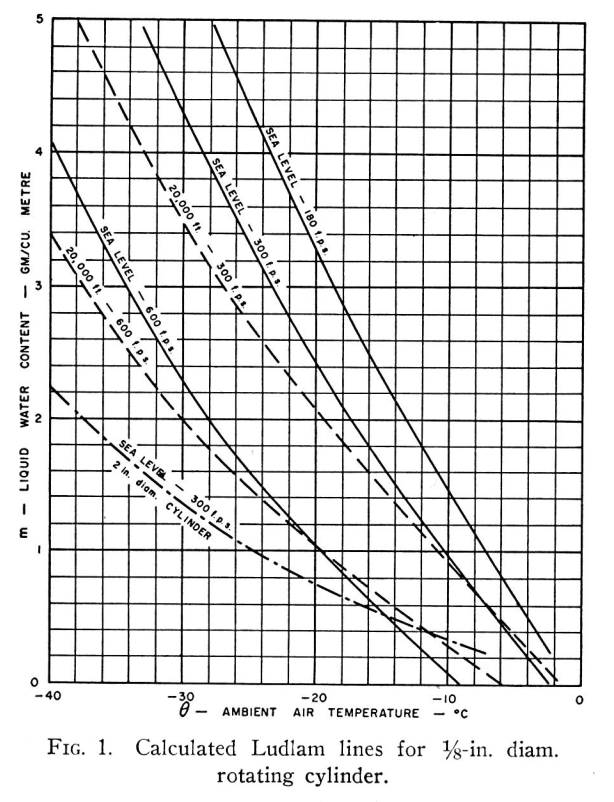 5
4
3
2
1
0
m — LIQUID WATER CONTENT — GM/CU. METRE
SEA LEVEL — 180 f.p.s.
SEA LEVEL — 300 f.p.s.
20,000 ft. — 300 f.p.s.
SEA LEVEL — 600 f.p.s.
20,000 ft — 600 f.p.s.
SEA LEVEL — 300 f.p.s.
2 in. diam. CYLINDER
-40
-30
-20
-10
0
θ — AMBIENT AIR TEMPERATURE — °C
FIG. 1. Calculated Ludlam lines for ⅛-in. diam.
rotating cylinder.